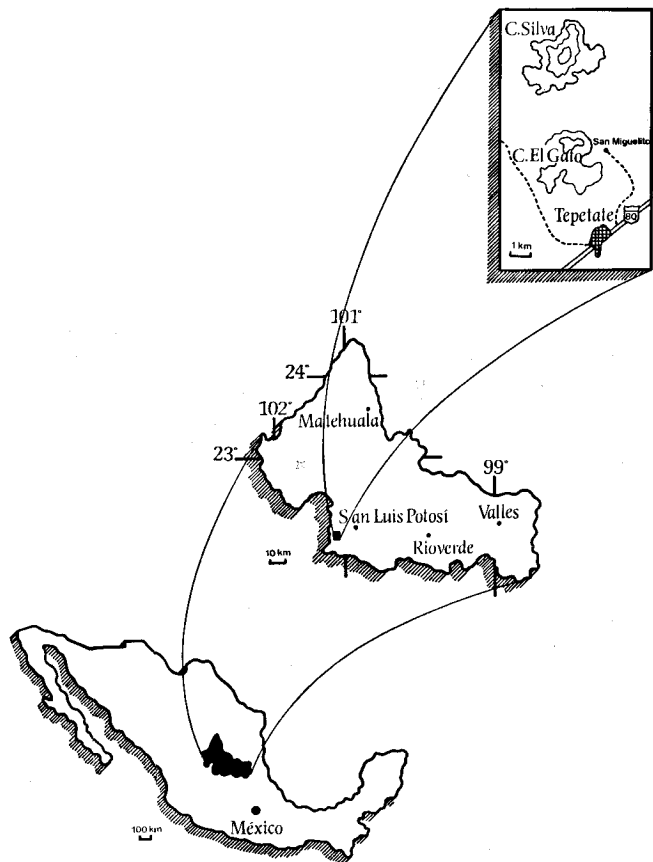 C.Silva
San Miguelito
C.El Gato
Tepetate
80
1 km
101°
24°
102°
Matehuala
23°
99°
San Luis Potosí
Valles
Rioverde
10 km
México
100 km